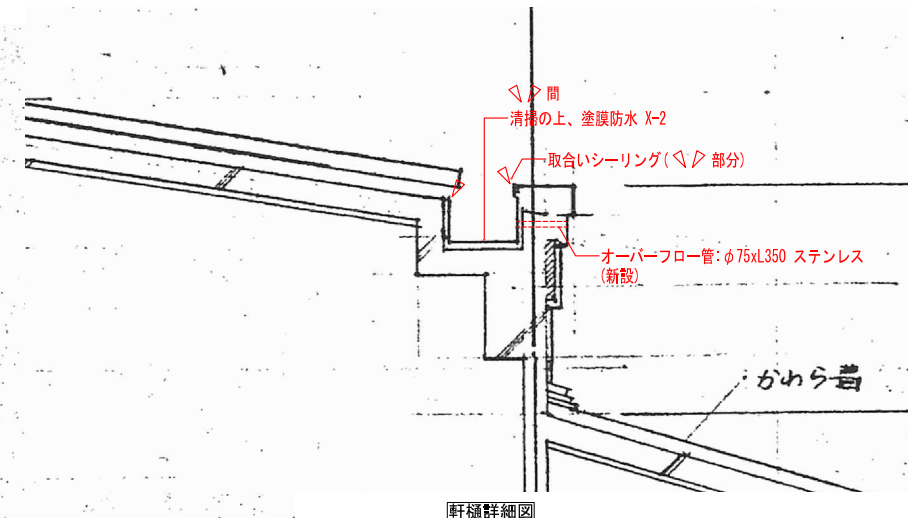 間
清掃の上、塗膜防水 X-2
取合いシーリング( 部分)
オーバーフロー管:φ75xL350 ステンレス
(新設)
かわら葺
軒樋詳細図